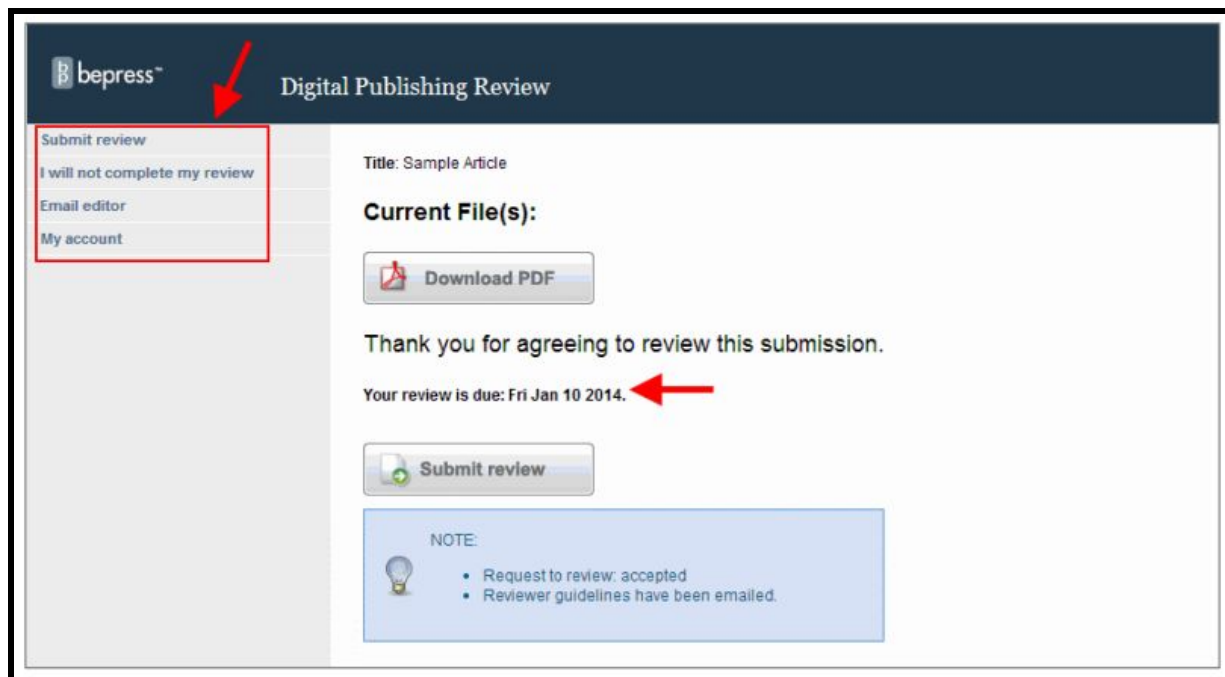 bepress™
Digital Publishing Review
Submit review
I will not complete my review
Email editor
My account
Title: Sample Article
Current File(s):
Download PDF
Thank you for agreeing to review this submission.
Your review is due: Fri Jan 10 2014.
Submit review
NOTE:
• Request to review: accepted
• Reviewer guidelines have been emailed.